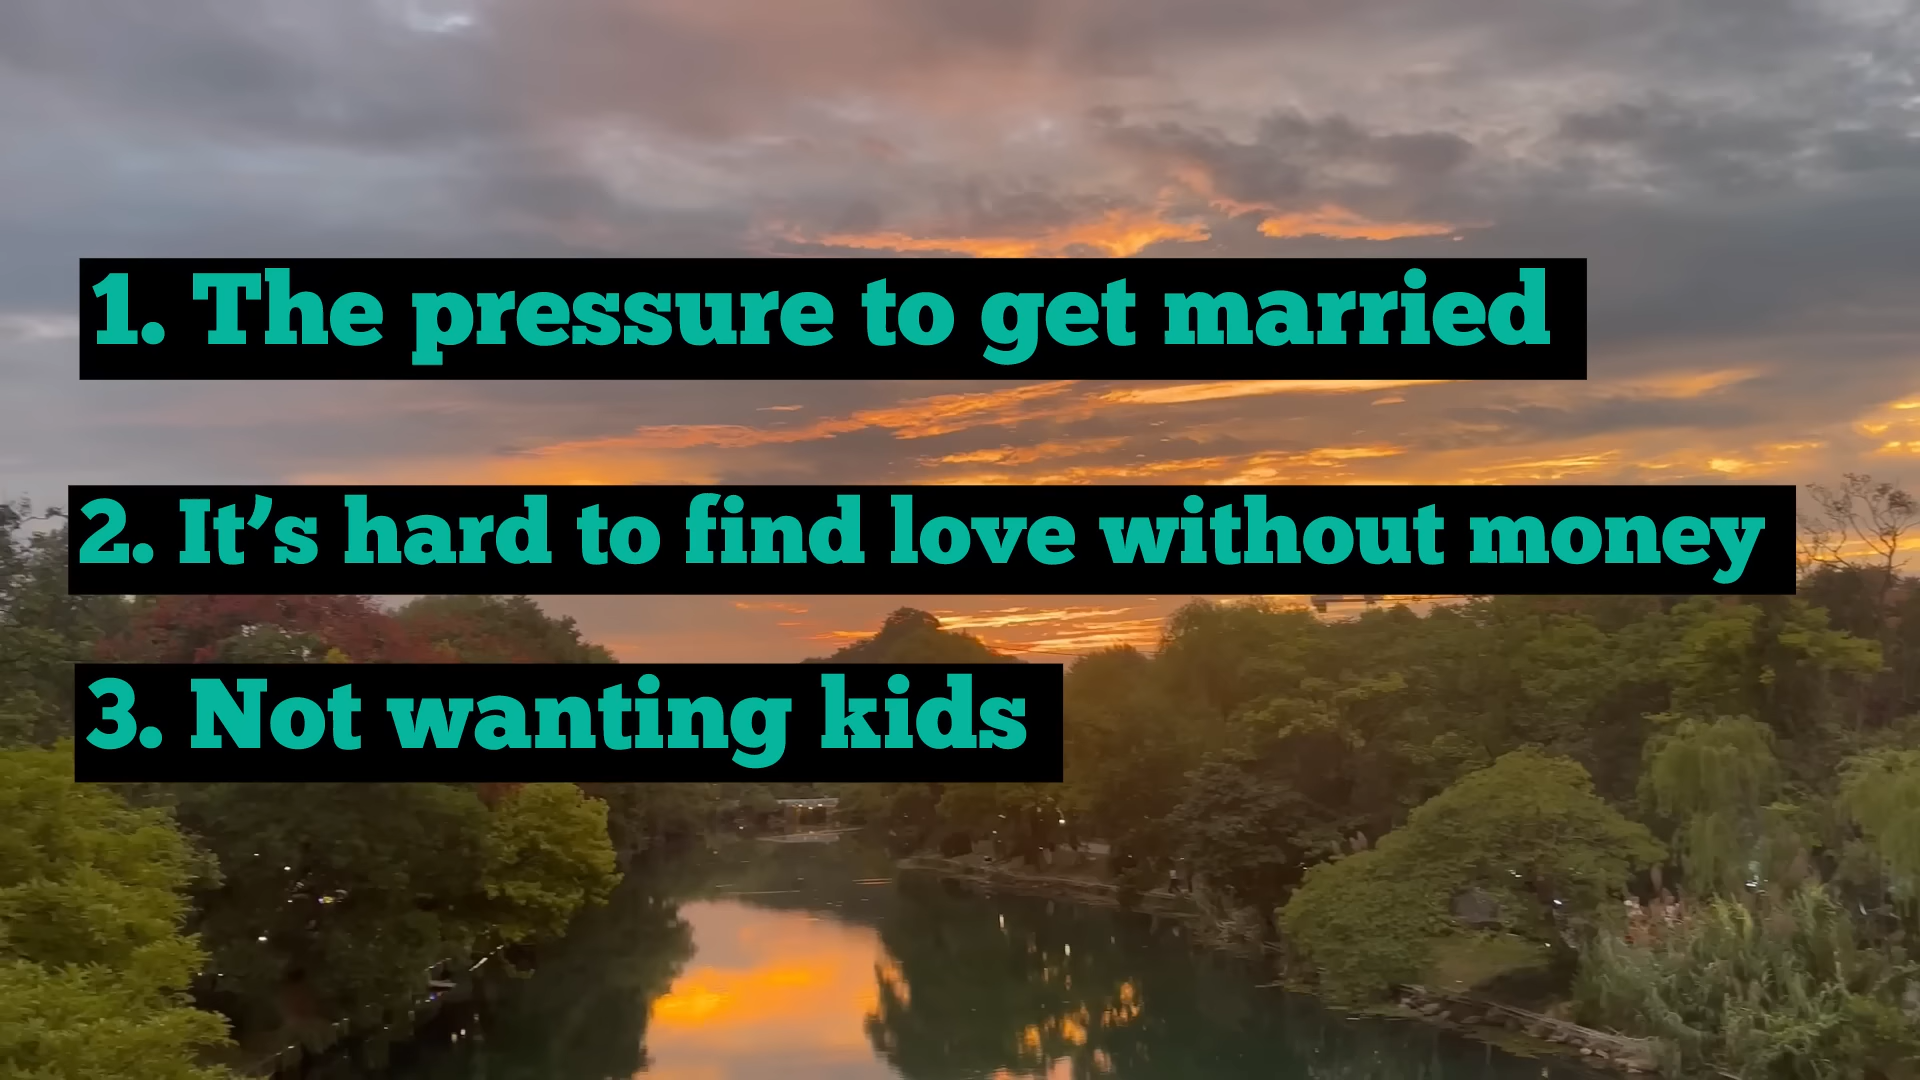 1. The pressure to get married
2. It’s hard to find love without money
3. Not wanting kids